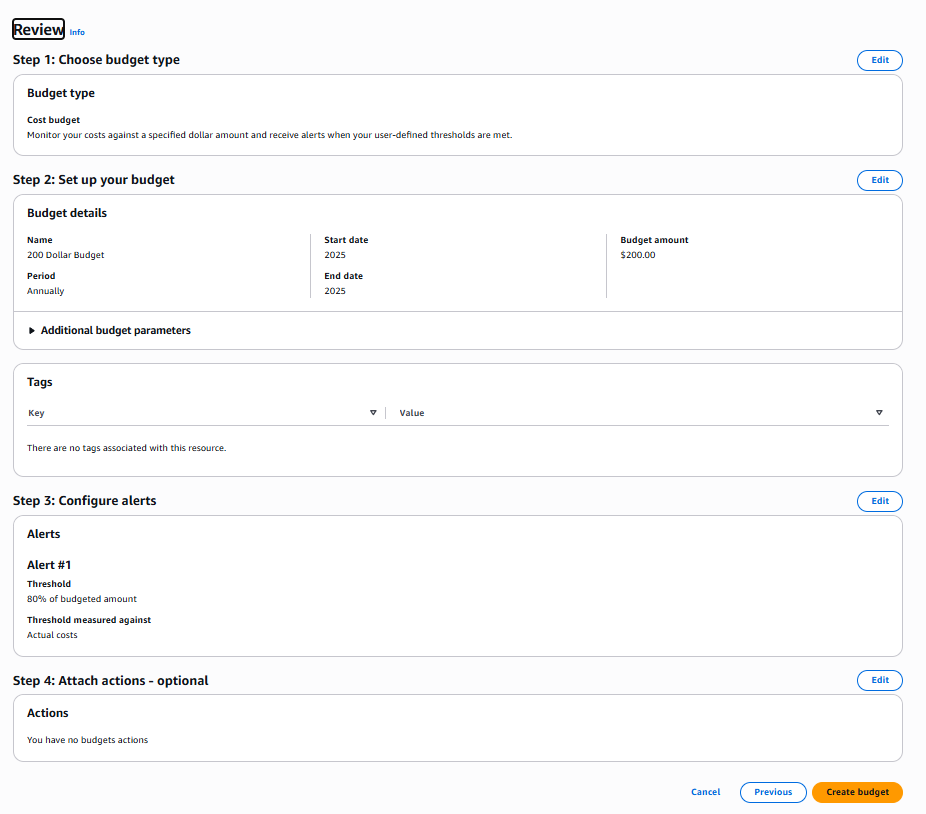 Review Info
Step 1: Choose budget type
Edit
Budget type
Cost budget
Monitor your costs against a specified dollar amount and receive alerts when your user-defined thresholds are met.
Step 2: Set up your budget
Edit
Budget details
Name
200 Dollar Budget
Period
Annually
Start date
2025
End date
2025
Budget amount
$200.00
Additional budget parameters
Tags
Key
Value
There are no tags associated with this resource.
Step 3: Configure alerts
Edit
Alerts
Alert #1
Threshold
80% of budgeted amount
Threshold measured against
Actual costs
Step 4: Attach actions - optional
Edit
Actions
You have no budgets actions
Cancel
Previous
Create budget